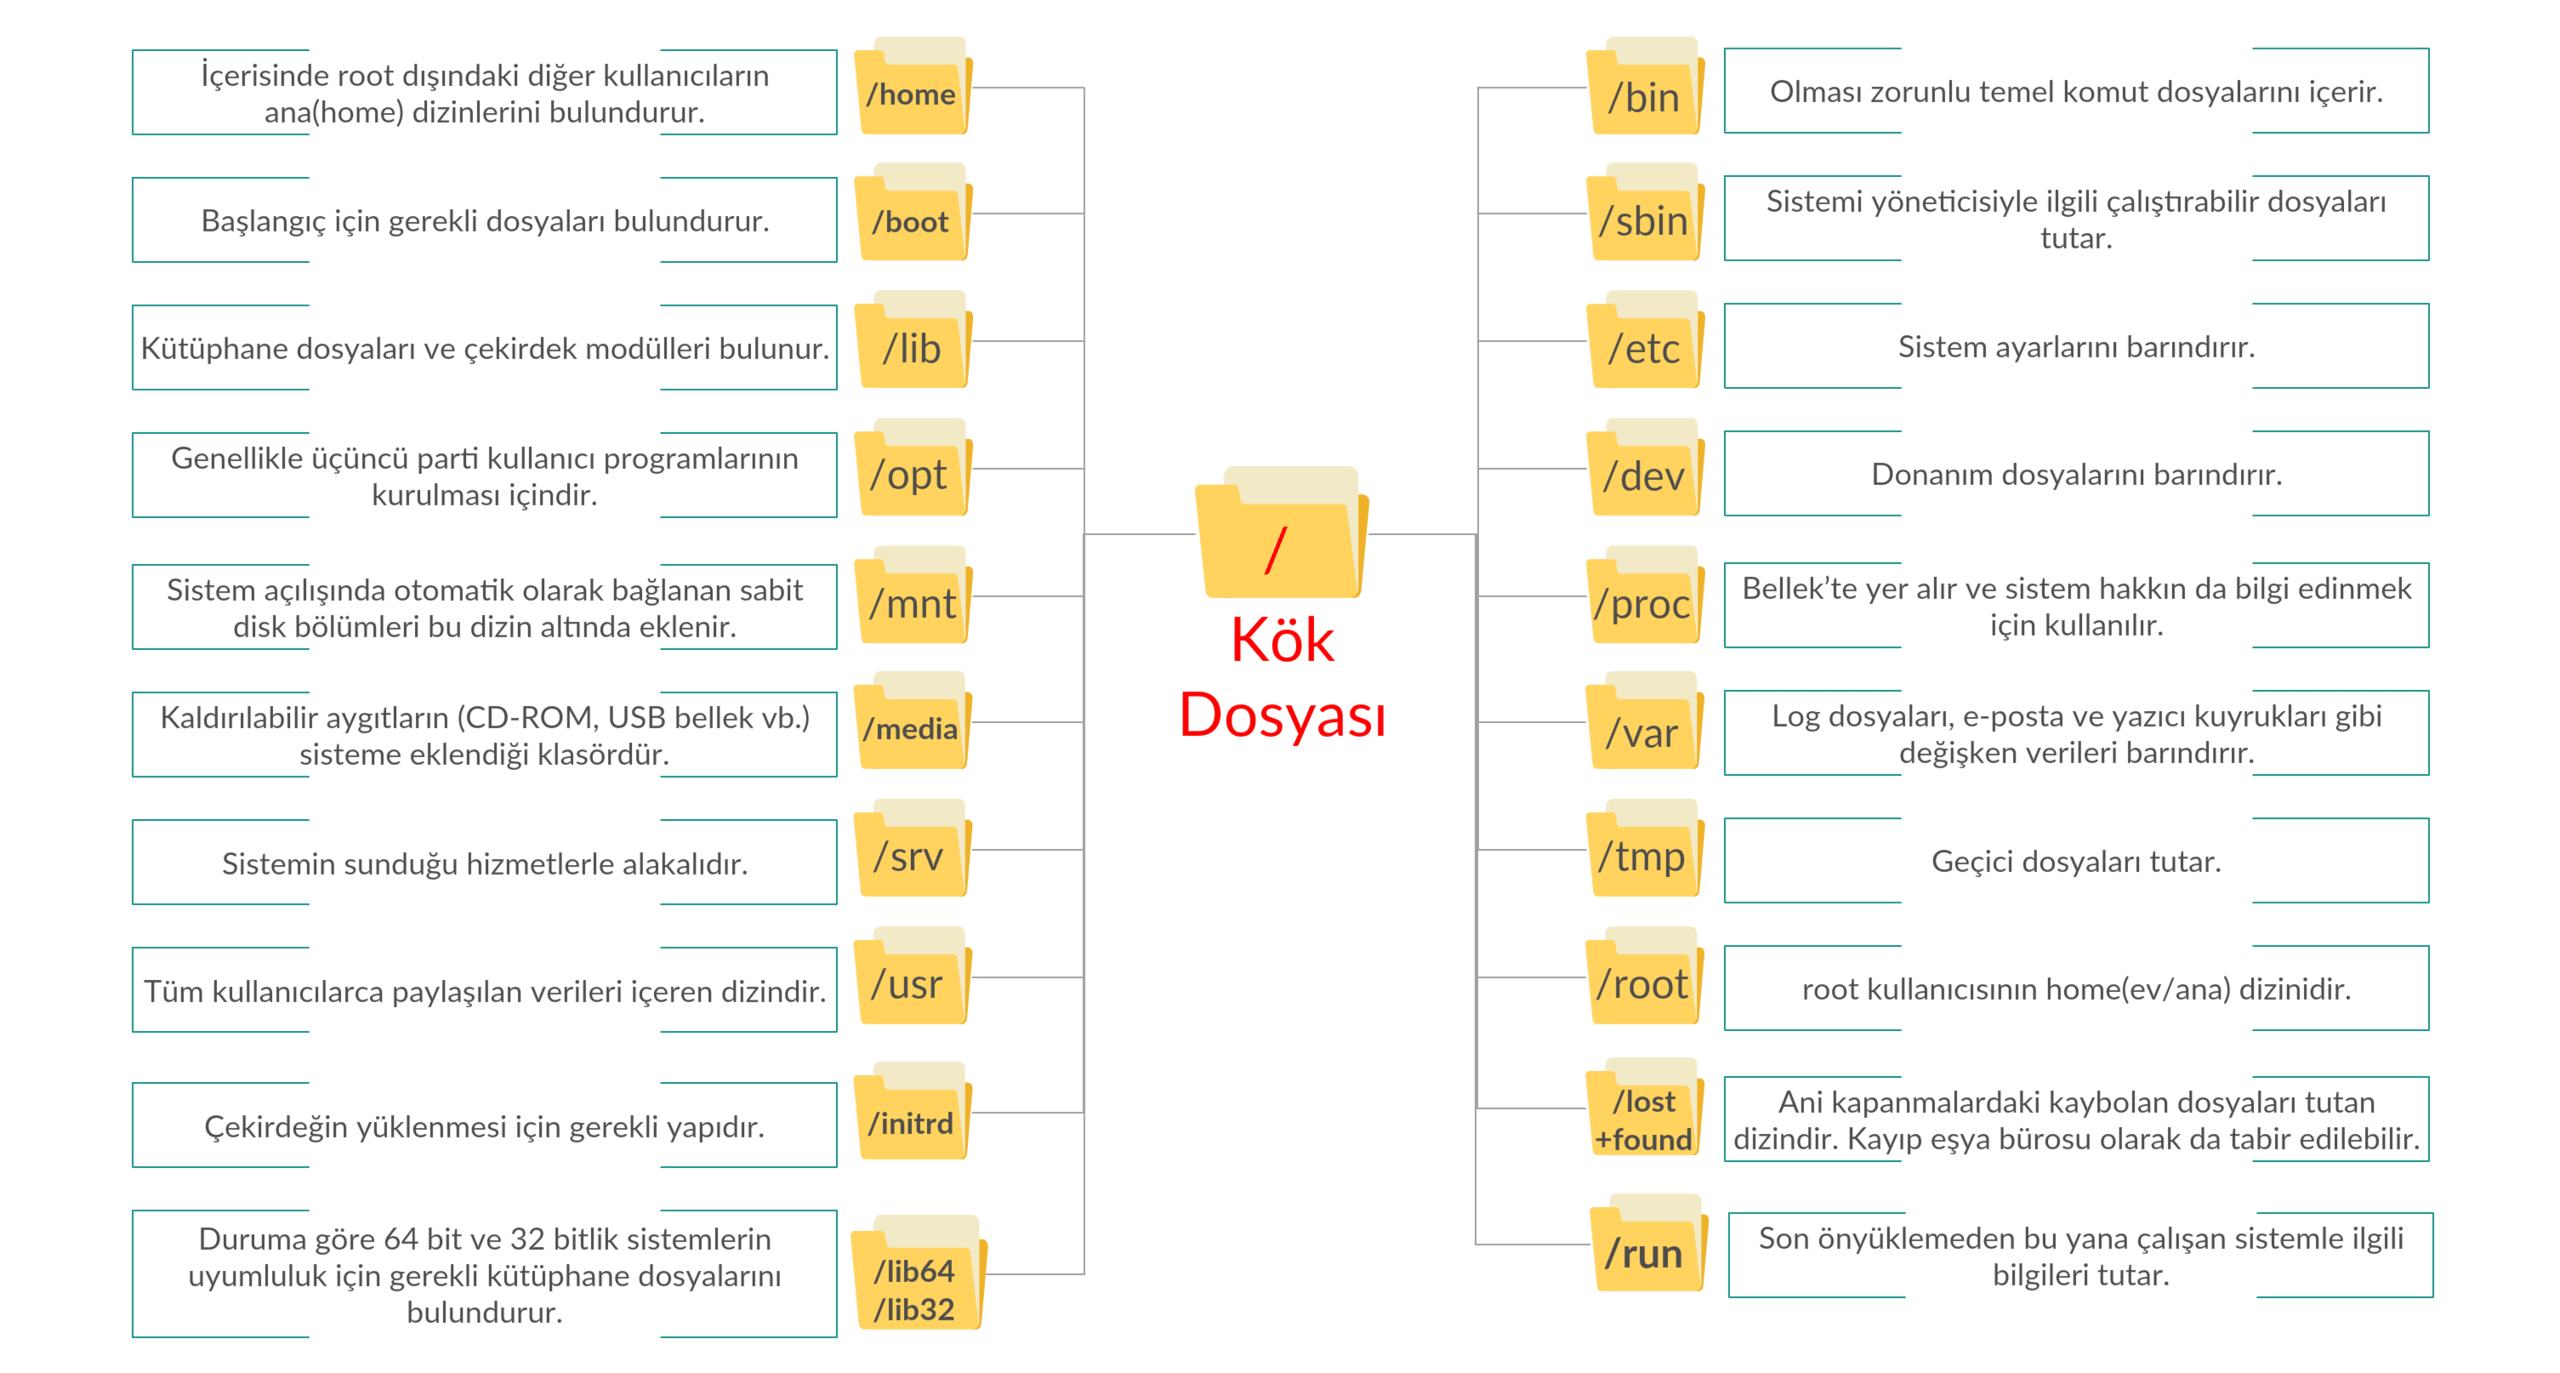 İçerisinde root dışındaki diğer kullanıcıların
ana(home) dizinlerini bulundurur.
/home
Başlangıç için gerekli dosyaları bulundurur.
/boot
Kütüphane dosyaları ve çekirdek modülleri bulunur.
/lib
Genellikle üçüncü parti kullanıcı programlarının
kurulması içindir.
/opt
Sistem açılışında otomatik olarak bağlanan sabit
disk bölümleri bu dizin altında eklenir.
/mnt
Kaldırılabilir aygıtların (CD-ROM, USB bellek vb.)
sisteme eklendiği klasördür.
/media
Sistemin sunduğu hizmetlerle alakalıdır.
/srv
Tüm kullanıcılarca paylaşılan verileri içeren dizindir.
/usr
Çekirdeğin yüklenmesi için gerekli yapıdır.
/initrd
Duruma göre 64 bit ve 32 bitlik sistemlerin
uyumluluk için gerekli kütüphane dosyalarını
bulundurur.
/lib64
/lib32
/
Kök
Dosyası
/bin
Olması zorunlu temel komut dosyalarını içerir.
/sbin
Sistemi yöneticisiyle ilgili çalıştırabilir dosyaları
tutar.
/etc
Sistem ayarlarını barındırır.
/dev
Donanım dosyalarını barındırır.
/proc
Bellek’te yer alır ve sistem hakkın da bilgi edinmek
için kullanılır.
/var
Log dosyaları, e-posta ve yazıcı kuyrukları gibi
değişken verileri barındırır.
/tmp
Geçici dosyaları tutar.
/root
root kullanıcısının home(ev/ana) dizinidir.
/lost
+found
Ani kapanmalardaki kaybolan dosyaları tutan
dizindir. Kayıp eşya bürosu olarak da tabir edilebilir.
/run
Son önyüklemeden bu yana çalışan sistemle ilgili
bilgileri tutar.